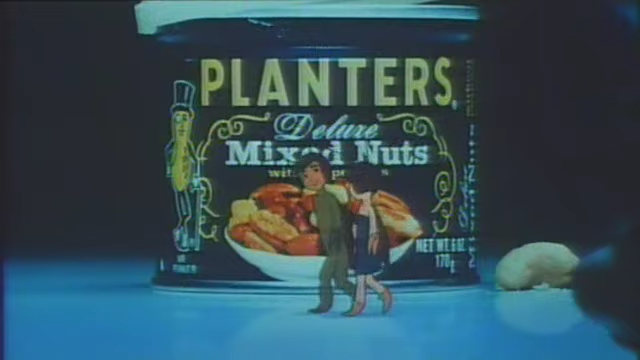 PLANTERS
Deluxe
Mixed Nuts
NET WT. 6 OZ.
170g